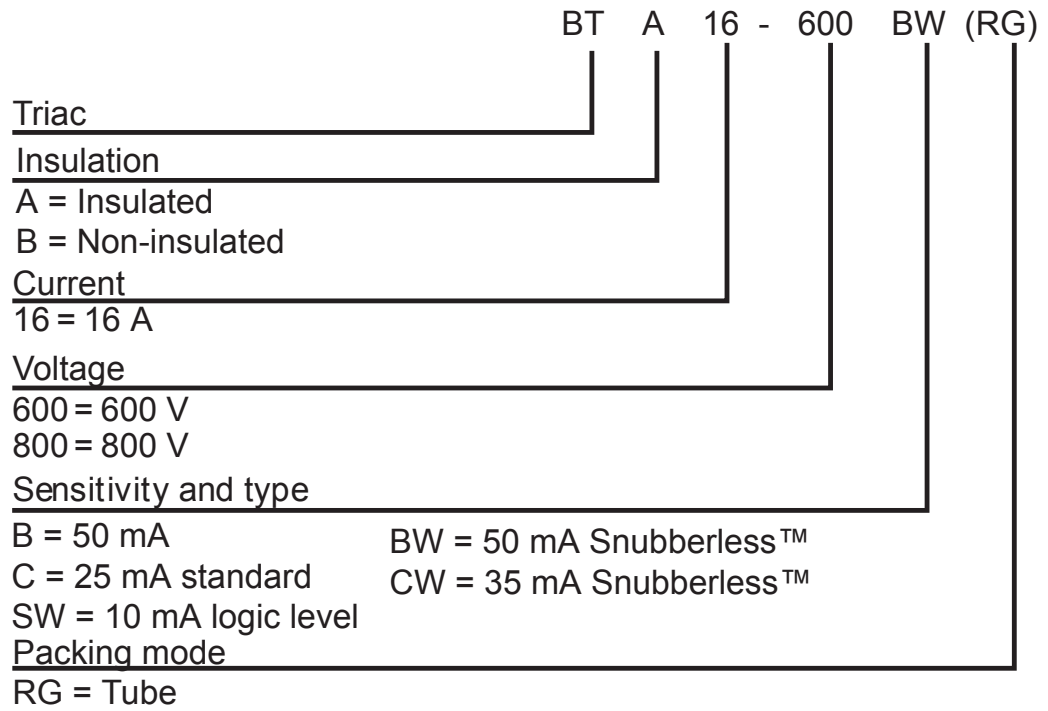 BT A 16 - 600 BW (RG)
Triac
Insulation
A = Insulated
B = Non-insulated
Current
16 = 16 A
Voltage
600 = 600 V
800 = 800 V
Sensitivity and type
B = 50 mA
C = 25 mA standard
SW = 10 mA logic level
BW = 50 mA Snubberless™
CW = 35 mA Snubberless™
Packing mode
RG = Tube